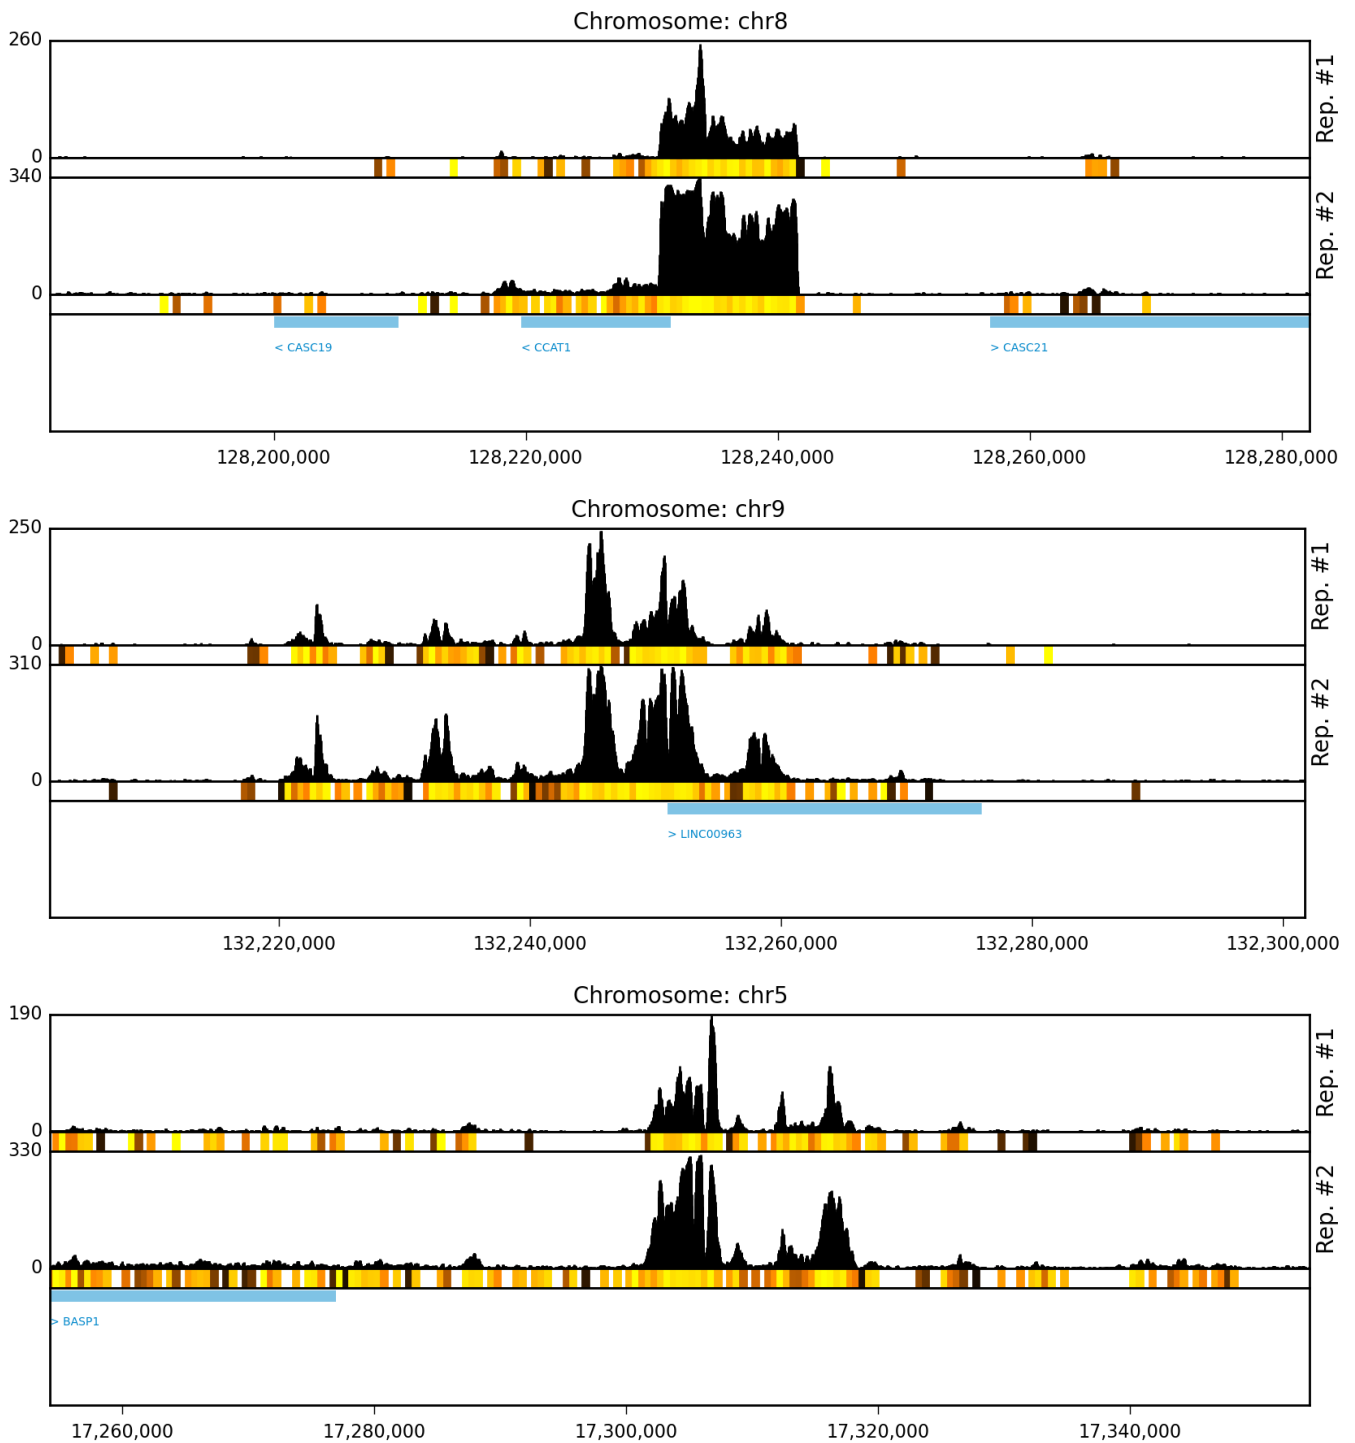 Chromosome: chr8
260
0
Rep. #1
340
0
Rep. #2
< CASC19
< CCAT1
> CASC21
128,200,000
128,220,000
128,240,000
128,260,000
128,280,000
Chromosome: chr9
250
0
Rep. #1
310
0
Rep. #2
> LINC00963
132,220,000
132,240,000
132,260,000
132,280,000
132,300,000
Chromosome: chr5
190
0
Rep. #1
330
0
Rep. #2
> BASP1
17,260,000
17,280,000
17,300,000
17,320,000
17,340,000